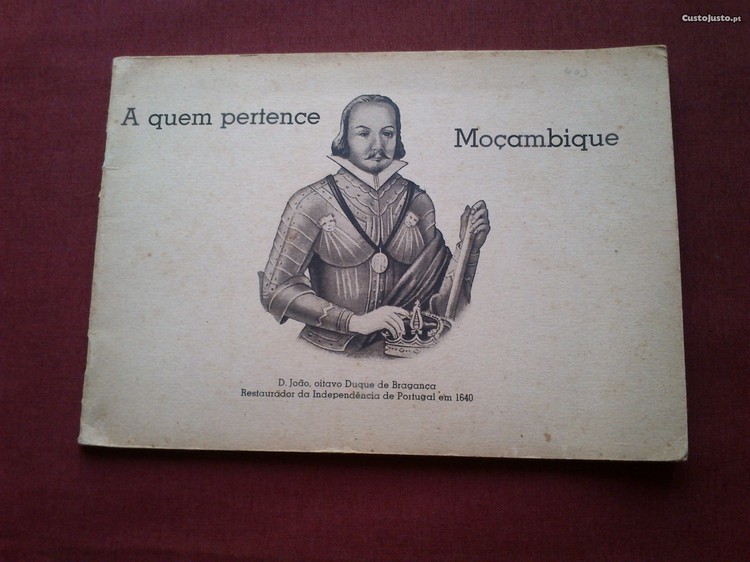 CustoJusto.pt
A quem pertence
Moçambique
D. João, oitavo Duque de Bragança
Restaurador da Independência de Portugal em 1640